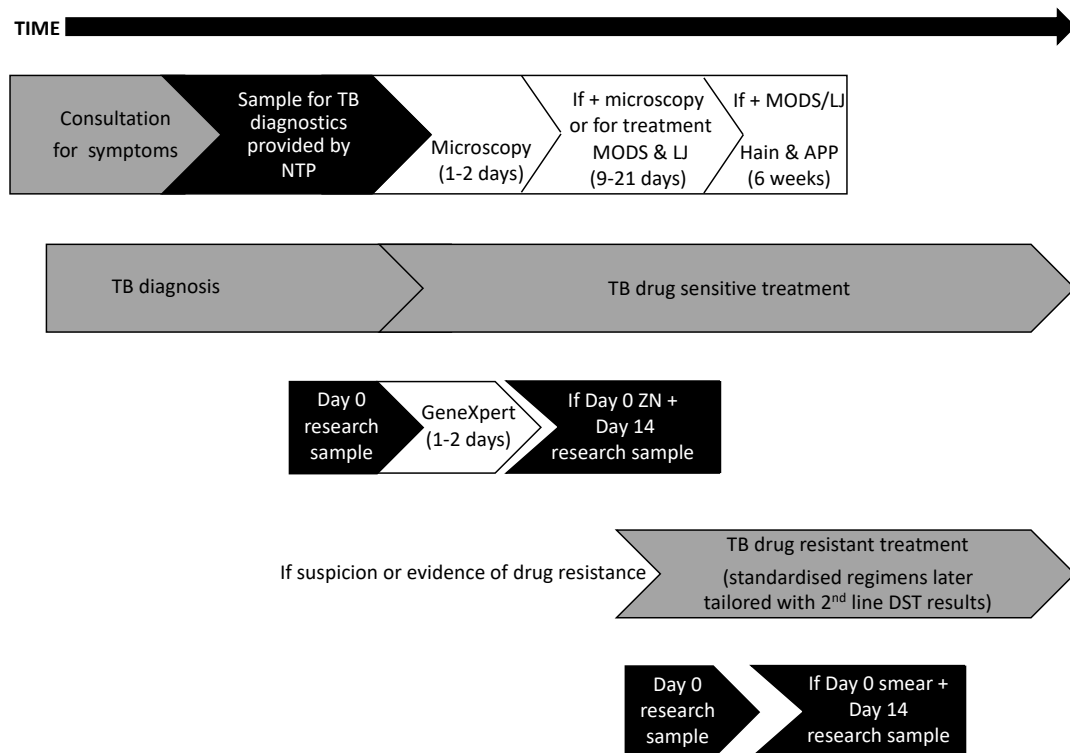 TIME
Consultation
for symptoms
Sample for TB
diagnostics
provided by
NTP
Microscopy
(1-2 days)
If + microscopy
or for treatment
MODS & LJ
(9-21 days)
If + MODS/LJ
Hain & APP
(6 weeks)
TB diagnosis
TB drug sensitive treatment
Day 0
research
sample
GeneXpert
(1-2 days)
If Day 0 ZN +
Day 14
research sample
If suspicion or evidence of drug resistance
TB drug resistant treatment
(standardised regimens later
tailored with 2nd line DST results)
Day 0
research
sample
If Day 0 smear +
Day 14
research sample